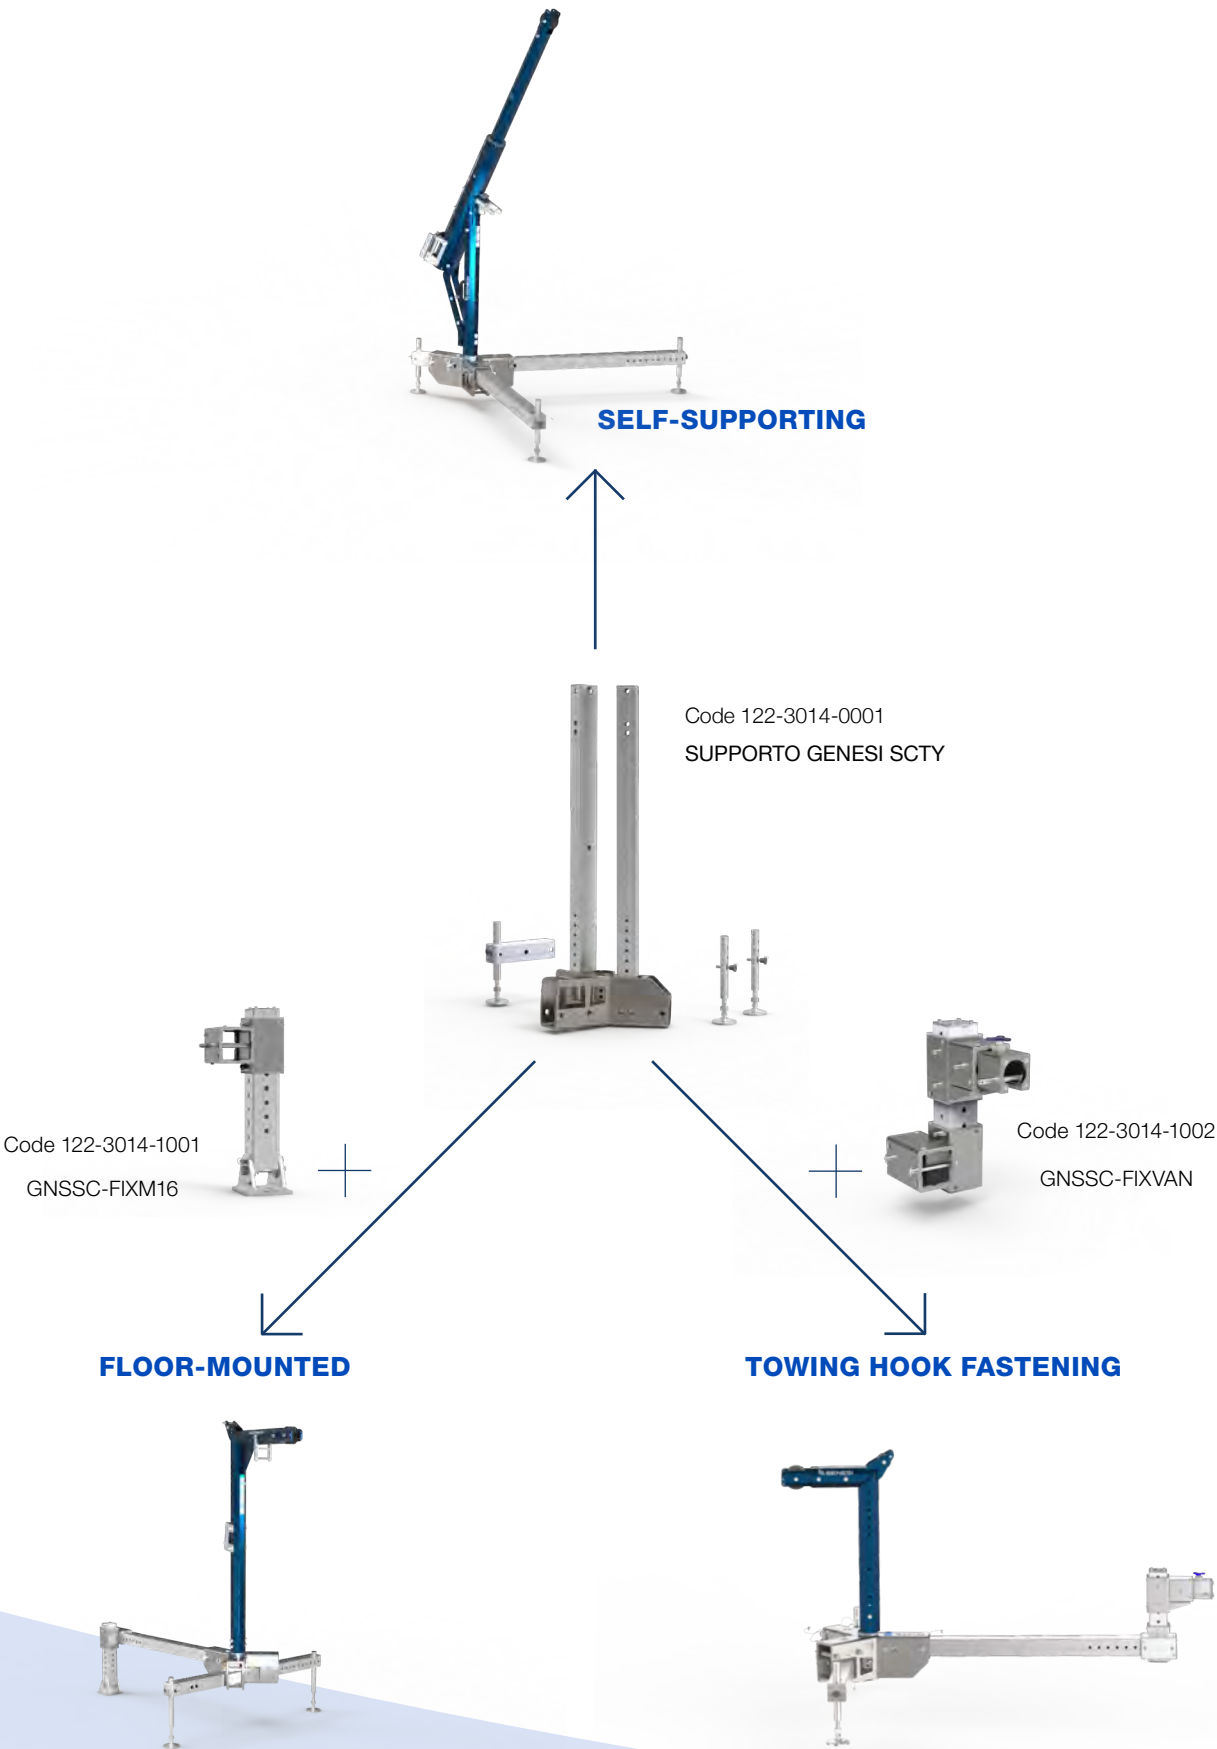 SELF-SUPPORTING
Code 122-3014-0001
SUPPORTO GENESI SCTY
Code 122-3014-1001
GNSSC-FIXM16
Code 122-3014-1002
GNSSC-FIXVAN
FLOOR-MOUNTED
TOWING HOOK FASTENING